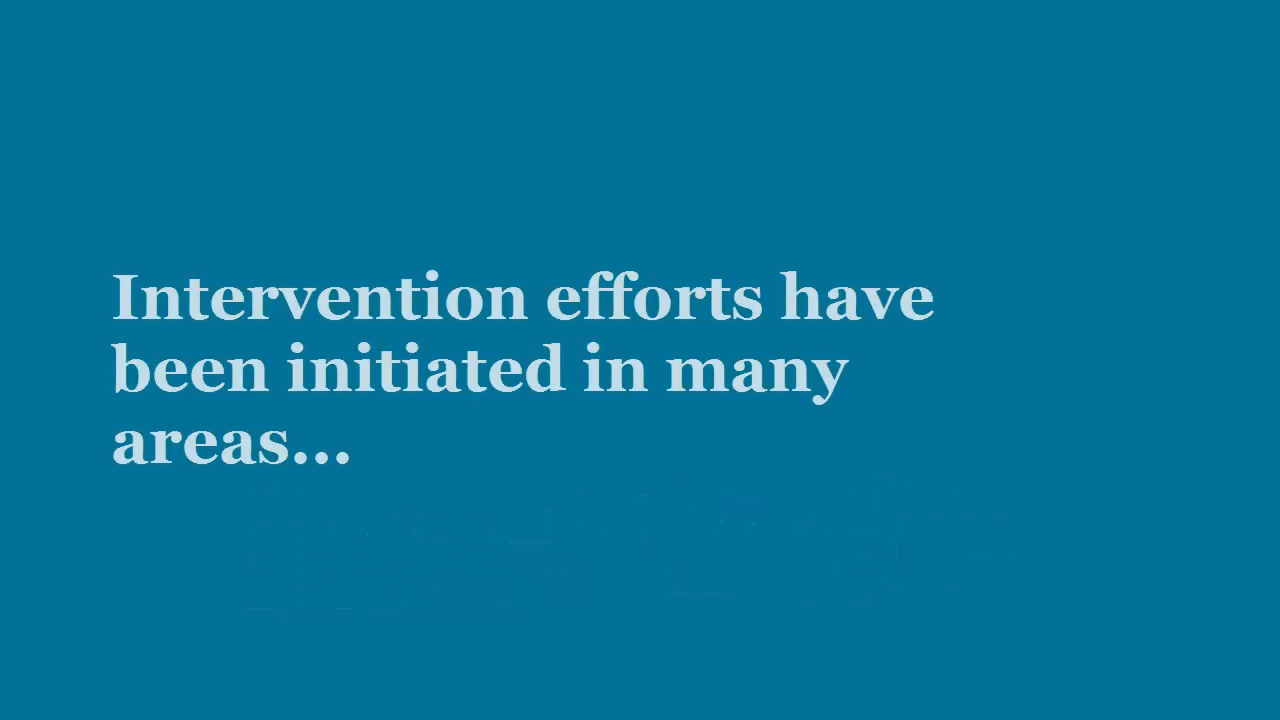 Intervention efforts have
been initiated in many
areas...